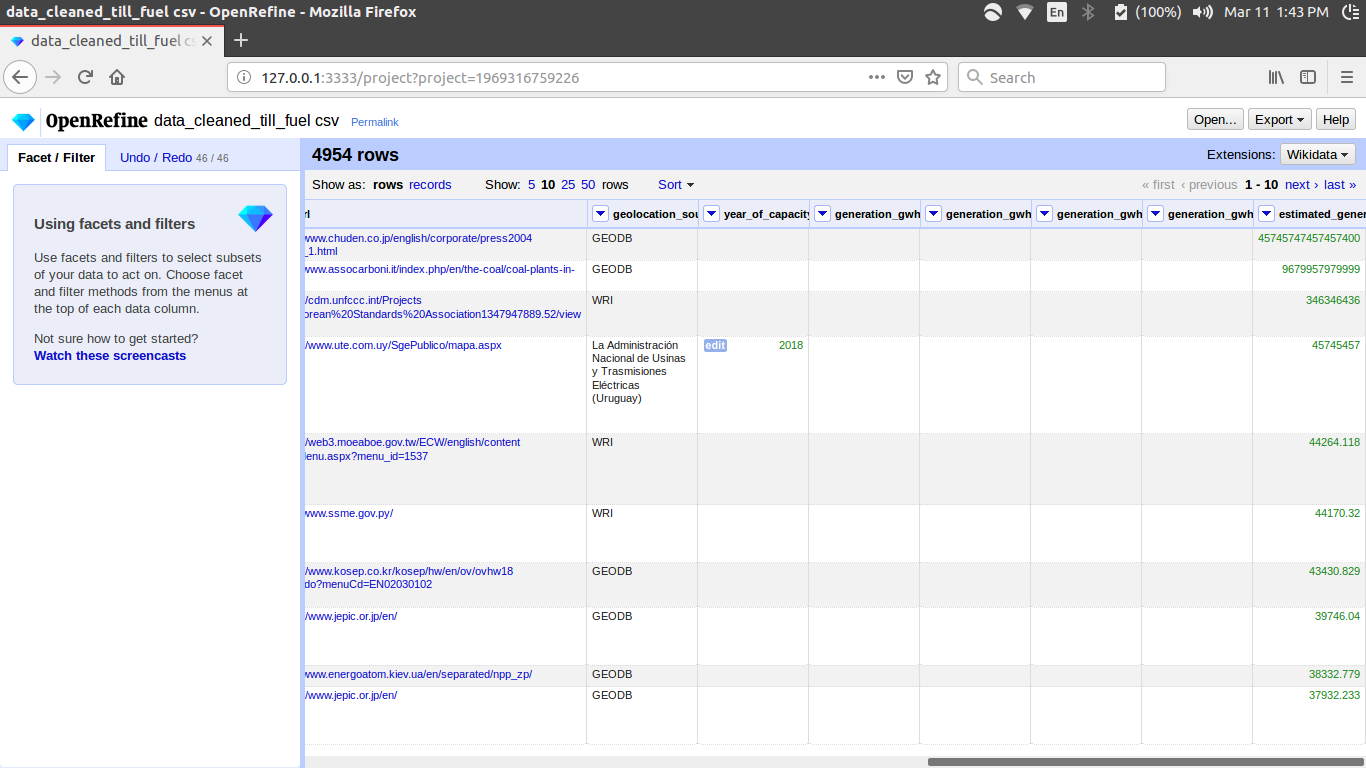 data_cleaned_till_fuel csv - OpenRefine - Mozilla Firefox
En
(100%)
Mar 11 1:43 PM
data_cleaned_till_fuel cs
127.0.0.1:3333/project?project=1969316759226
Search
OpenRefine data_cleaned_till_fuel csv Permalink
Open... Export Help
Facet / Filter Undo / Redo 46 / 46
4954 rows
Extensions: Wikidata
Show as: rows records Show: 5 10 25 50 rows Sort
« first ‹ previous 1 - 10 next › last »
Using facets and filters
Use facets and filters to select subsets
of your data to act on. Choose facet
and filter methods from the menus at
the top of each data column.
Not sure how to get started?
Watch these screencasts
rl geolocation_sou year_of_capacity generation_gwh generation_gwh generation_gwh generation_gwh estimated_gener
www.chuden.co.jp/english/corporate/press2004 GEODB 45745747457457400
_1.html
www.assocarboni.it/index.php/en/the-coal/coal-plants-in- GEODB 9679957979999
/cdm.unfccc.int/Projects WRI 346346436
orean%20Standards%20Association1347947889.52/view
/www.ute.com.uy/SgePublico/mapa.aspx La Administración edit 2018 45745457
Nacional de Usinas
y Trasmisiones
Eléctricas
(Uruguay)
/web3.moeaboe.gov.tw/ECW/english/content WRI 44264.118
lenu.aspx?menu_id=1537
www.ssme.gov.py/ WRI 44170.32
/www.kosep.co.kr/kosep/hw/en/ov/ovhw18 GEODB 43430.829
do?menuCd=EN02030102
/www.jepic.or.jp/en/ GEODB 39746.04
www.energoatom.kiev.ua/en/separated/npp_zp/ GEODB 38332.779
/www.jepic.or.jp/en/ GEODB 37932.233